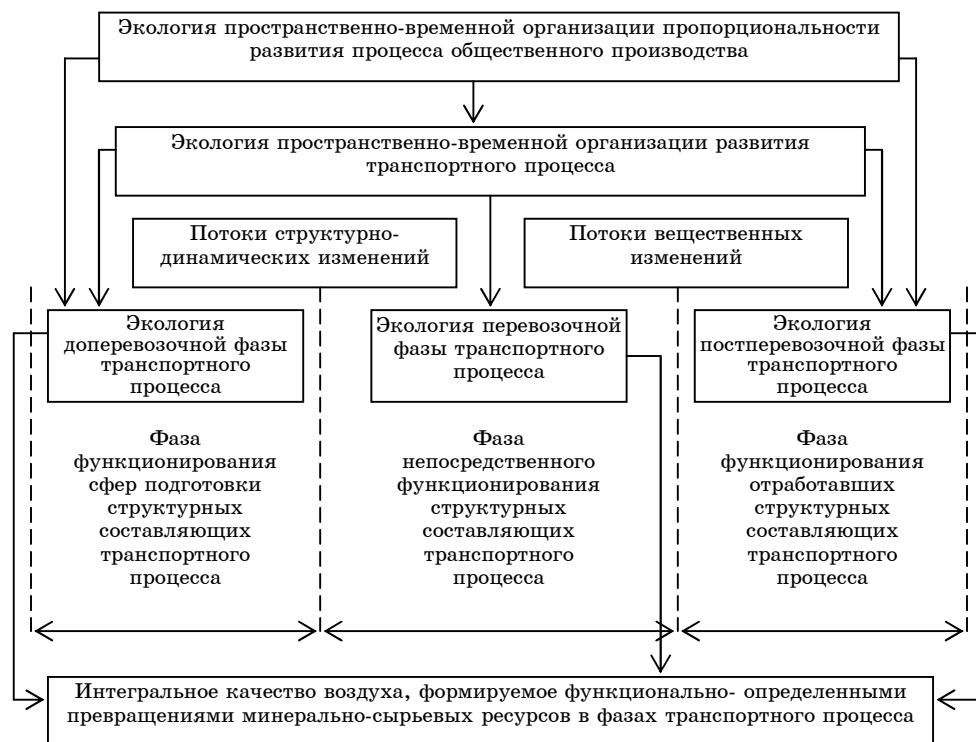 Экология пространственно-временной организации пропорциональности
развития процесса общественного производства
Экология пространственно-временной организации развития
транспортного процесса
Потоки структурно-
динамических изменений
Потоки вещественных
изменений
Экология
доперевозочной фазы
транспортного
процесса
Экология перевозочной
фазы транспортного
процесса
Экология
постперевозочной фазы
транспортного
процесса
Фаза
функционирования
сфер подготовки
структурных
составляющих
транспортного
процесса
Фаза
непосредственного
функционирования
структурных
составляющих
транспортного
процесса
Фаза
функционирования
отработавших
структурных
составляющих
транспортного
процесса
Интегральное качество воздуха, формируемое функционально- определенными
превращениями минерально-сырьевых ресурсов в фазах транспортного процесса